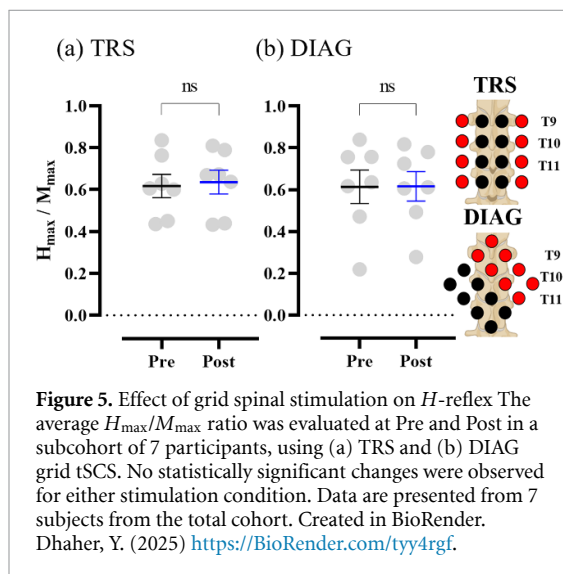 (a) TRS (b) DIAG
ns ns
TRS
1.0 1.0
T9
0.8 0.8
T10
T11
0.6 0.6
Hmax / Mmax
DIAG
0.4 0.4
T9
0.2 0.2
T10
T11
0.0 0.0
Pre Post Pre Post
Figure 5. Effect of grid spinal stimulation on H-reflex The
average Hmax/Mmax ratio was evaluated at Pre and Post in a
subcohort of 7 participants, using (a) TRS and (b) DIAG
grid tSCS. No statistically significant changes were observed
for either stimulation condition. Data are presented from 7
subjects from the total cohort. Created in BioRender.
Dhaher, Y. (2025) https://BioRender.com/tyy4rgf.